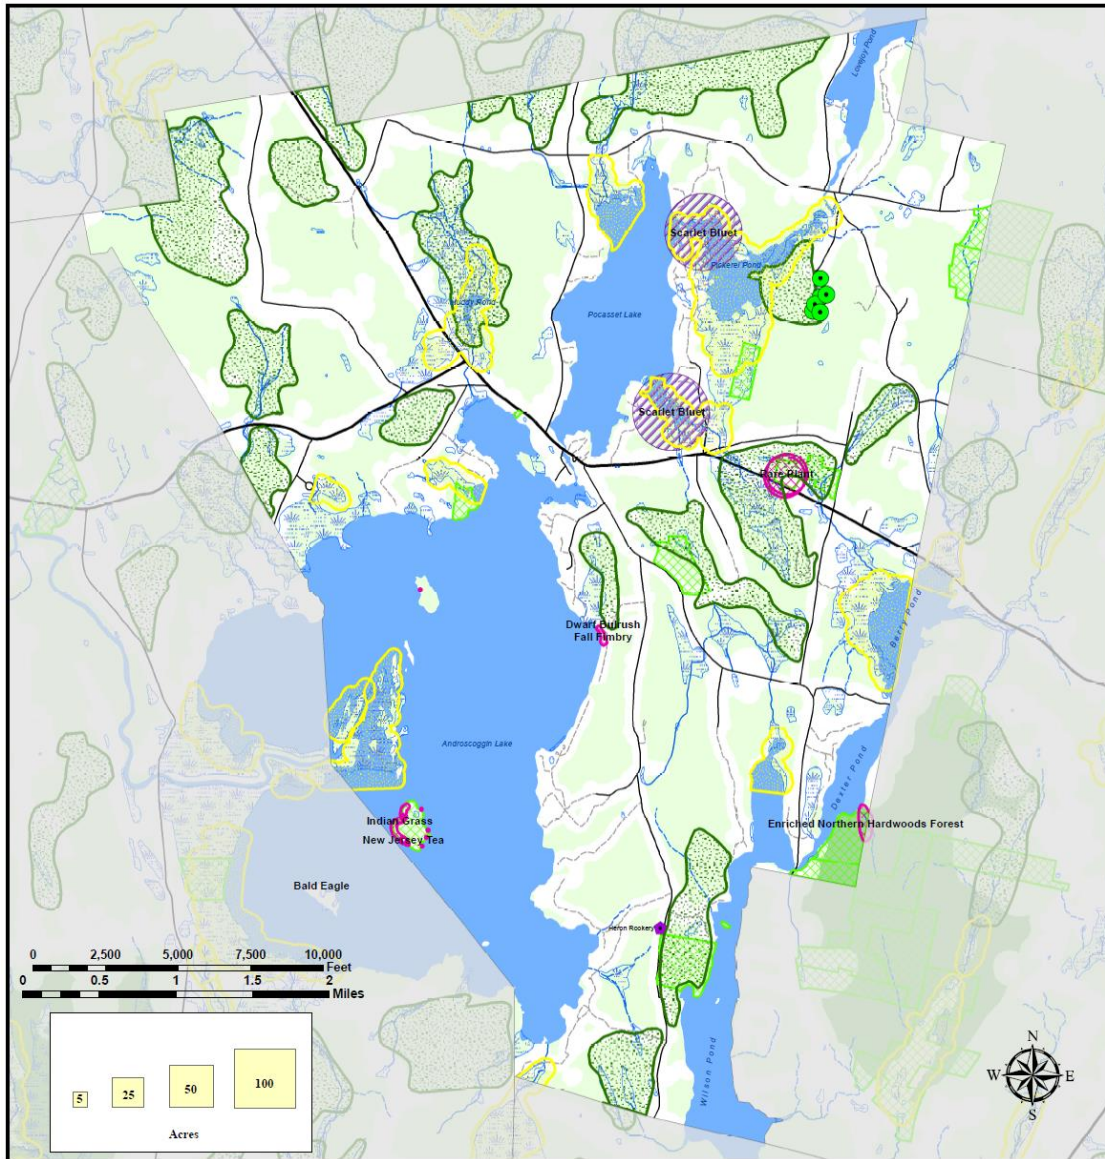 Lovejoy Pond
Scarlet Bluet
Pickerel Pond
Muddy Pond
Pocasset Lake
Scarlet Bluet
Rare Plant
Berry Pond
Dwarf Bulrush
Fall Fimbry
Androscoggin Lake
Dexter Pond
Indian Grass
New Jersey Tea
Enriched Northern Hardwoods Forest
Bald Eagle
Heron Rookery
Wilson Pond
0 2,500 5,000 7,500 10,000
Feet
0 0.5 1 1.5 2
Miles
5 25 50 100
Acres
N
W E
S